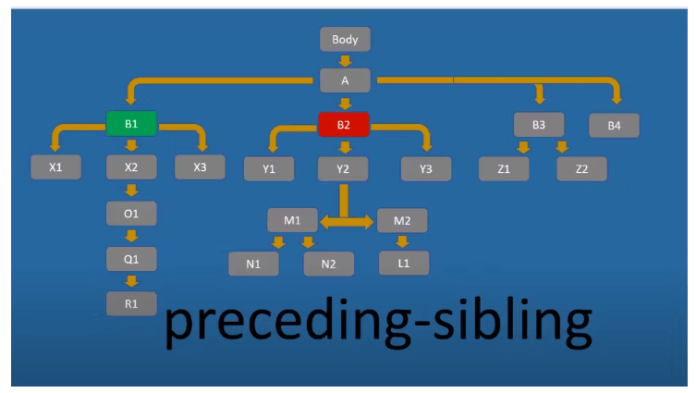 Body
A
B1 B2 B3 B4
X1 X2 X3 Y1 Y2 Y3 Z1 Z2
O1 M1 M2
Q1 N1 N2 L1
R1
preceding-sibling